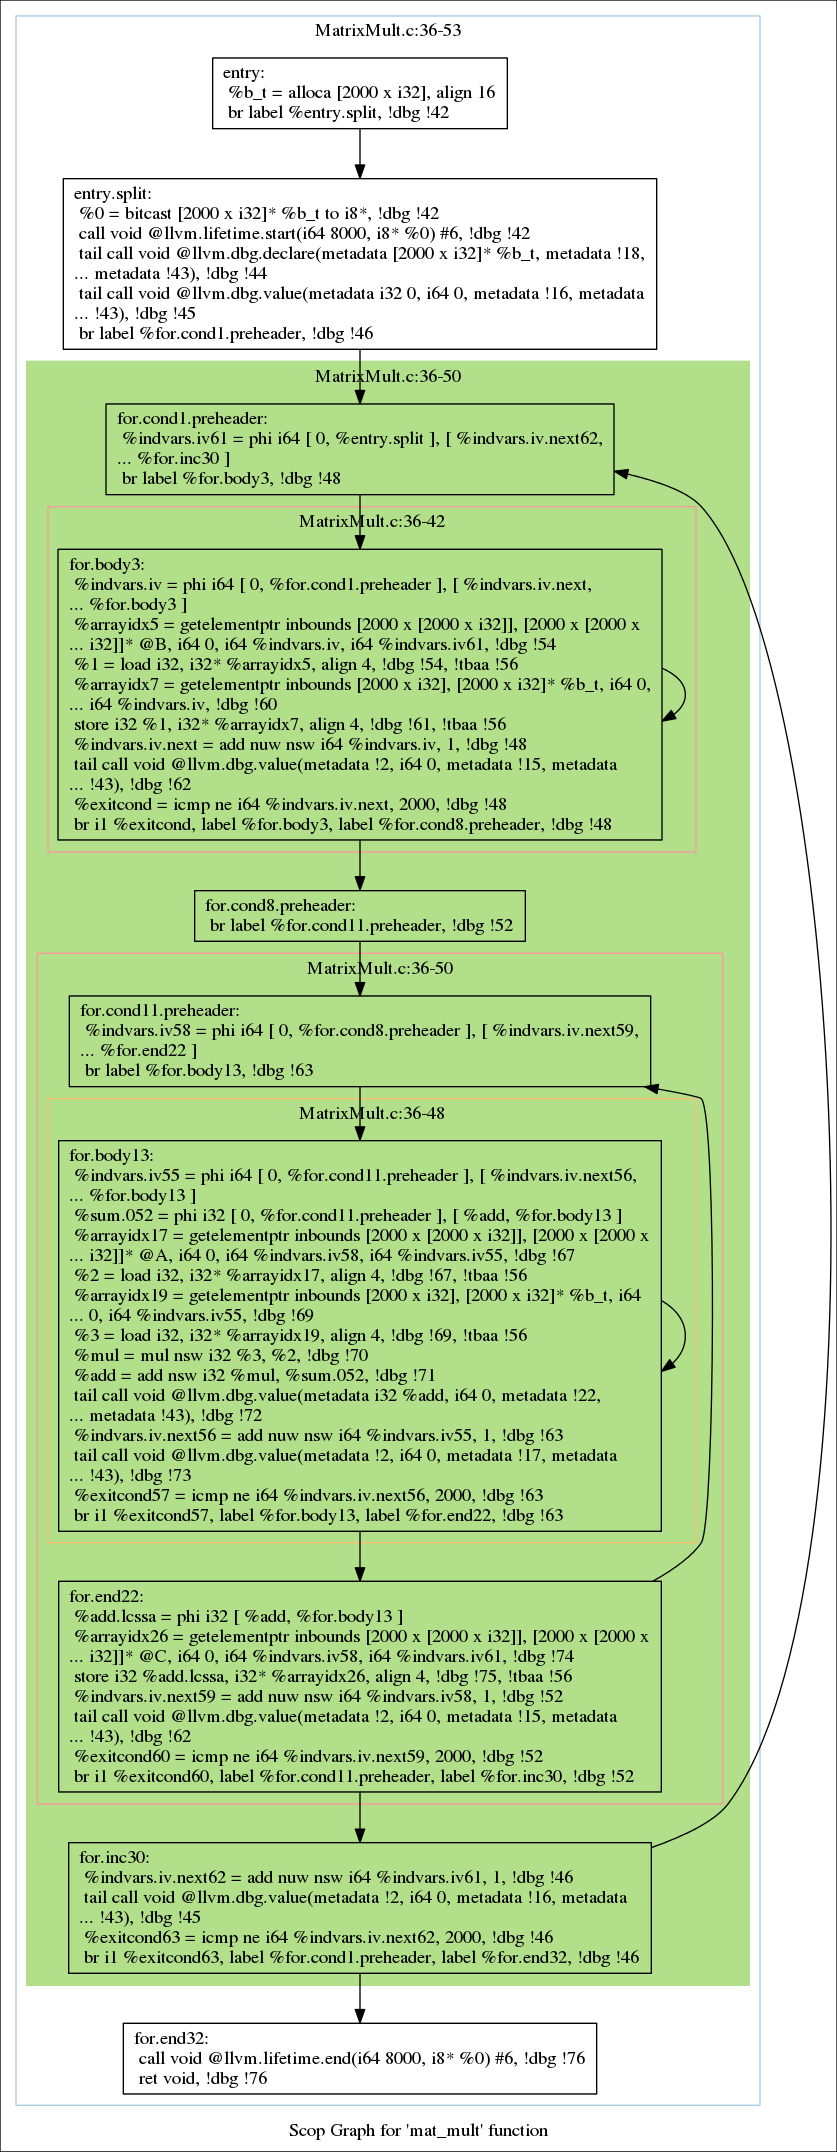 MatrixMult.c:36-53
entry:
%b_t = alloca [2000 x i32], align 16
br label %entry.split, !dbg !42
entry.split:
%0 = bitcast [2000 x i32]* %b_t to i8*, !dbg !42
call void @llvm.lifetime.start(i64 8000, i8* %0) #6, !dbg !42
tail call void @llvm.dbg.declare(metadata [2000 x i32]* %b_t, metadata !18,
... metadata !43), !dbg !44
tail call void @llvm.dbg.value(metadata i32 0, i64 0, metadata !16, metadata
... !43), !dbg !45
br label %for.cond1.preheader, !dbg !46
MatrixMult.c:36-50
for.cond1.preheader:
%indvars.iv61 = phi i64 [ 0, %entry.split ], [ %indvars.iv.next62,
... %for.inc30 ]
br label %for.body3, !dbg !48
MatrixMult.c:36-42
for.body3:
%indvars.iv = phi i64 [ 0, %for.cond1.preheader ], [ %indvars.iv.next,
... %for.body3 ]
%arrayidx5 = getelementptr inbounds [2000 x [2000 x i32]], [2000 x [2000 x
... i32]]* @B, i64 0, i64 %indvars.iv, i64 %indvars.iv61, !dbg !54
%1 = load i32, i32* %arrayidx5, align 4, !dbg !54, !tbaa !56
%arrayidx7 = getelementptr inbounds [2000 x i32], [2000 x i32]* %b_t, i64 0,
... i64 %indvars.iv, !dbg !60
store i32 %1, i32* %arrayidx7, align 4, !dbg !61, !tbaa !56
%indvars.iv.next = add nuw nsw i64 %indvars.iv, 1, !dbg !48
tail call void @llvm.dbg.value(metadata !2, i64 0, metadata !15, metadata
... !43), !dbg !62
%exitcond = icmp ne i64 %indvars.iv.next, 2000, !dbg !48
br i1 %exitcond, label %for.body3, label %for.cond8.preheader, !dbg !48
for.cond8.preheader:
br label %for.cond11.preheader, !dbg !52
MatrixMult.c:36-50
for.cond11.preheader:
%indvars.iv58 = phi i64 [ 0, %for.cond8.preheader ], [ %indvars.iv.next59,
... %for.end22 ]
br label %for.body13, !dbg !63
MatrixMult.c:36-48
for.body13:
%indvars.iv55 = phi i64 [ 0, %for.cond11.preheader ], [ %indvars.iv.next56,
... %for.body13 ]
%sum.052 = phi i32 [ 0, %for.cond11.preheader ], [ %add, %for.body13 ]
%arrayidx17 = getelementptr inbounds [2000 x [2000 x i32]], [2000 x [2000 x
... i32]]* @A, i64 0, i64 %indvars.iv58, i64 %indvars.iv55, !dbg !67
%2 = load i32, i32* %arrayidx17, align 4, !dbg !67, !tbaa !56
%arrayidx19 = getelementptr inbounds [2000 x i32], [2000 x i32]* %b_t, i64
... 0, i64 %indvars.iv55, !dbg !69
%3 = load i32, i32* %arrayidx19, align 4, !dbg !69, !tbaa !56
%mul = mul nsw i32 %3, %2, !dbg !70
%add = add nsw i32 %mul, %sum.052, !dbg !71
tail call void @llvm.dbg.value(metadata i32 %add, i64 0, metadata !22,
... metadata !43), !dbg !72
%indvars.iv.next56 = add nuw nsw i64 %indvars.iv55, 1, !dbg !63
tail call void @llvm.dbg.value(metadata !2, i64 0, metadata !17, metadata
... !43), !dbg !73
%exitcond57 = icmp ne i64 %indvars.iv.next56, 2000, !dbg !63
br i1 %exitcond57, label %for.body13, label %for.end22, !dbg !63
for.end22:
%add.lcssa = phi i32 [ %add, %for.body13 ]
%arrayidx26 = getelementptr inbounds [2000 x [2000 x i32]], [2000 x [2000 x
... i32]]* @C, i64 0, i64 %indvars.iv58, i64 %indvars.iv61, !dbg !74
store i32 %add.lcssa, i32* %arrayidx26, align 4, !dbg !75, !tbaa !56
%indvars.iv.next59 = add nuw nsw i64 %indvars.iv58, 1, !dbg !52
tail call void @llvm.dbg.value(metadata !2, i64 0, metadata !15, metadata
... !43), !dbg !62
%exitcond60 = icmp ne i64 %indvars.iv.next59, 2000, !dbg !52
br i1 %exitcond60, label %for.cond11.preheader, label %for.inc30, !dbg !52
for.inc30:
%indvars.iv.next62 = add nuw nsw i64 %indvars.iv61, 1, !dbg !46
tail call void @llvm.dbg.value(metadata !2, i64 0, metadata !16, metadata
... !43), !dbg !45
%exitcond63 = icmp ne i64 %indvars.iv.next62, 2000, !dbg !46
br i1 %exitcond63, label %for.cond1.preheader, label %for.end32, !dbg !46
for.end32:
call void @llvm.lifetime.end(i64 8000, i8* %0) #6, !dbg !76
ret void, !dbg !76
Scop Graph for 'mat_mult' function